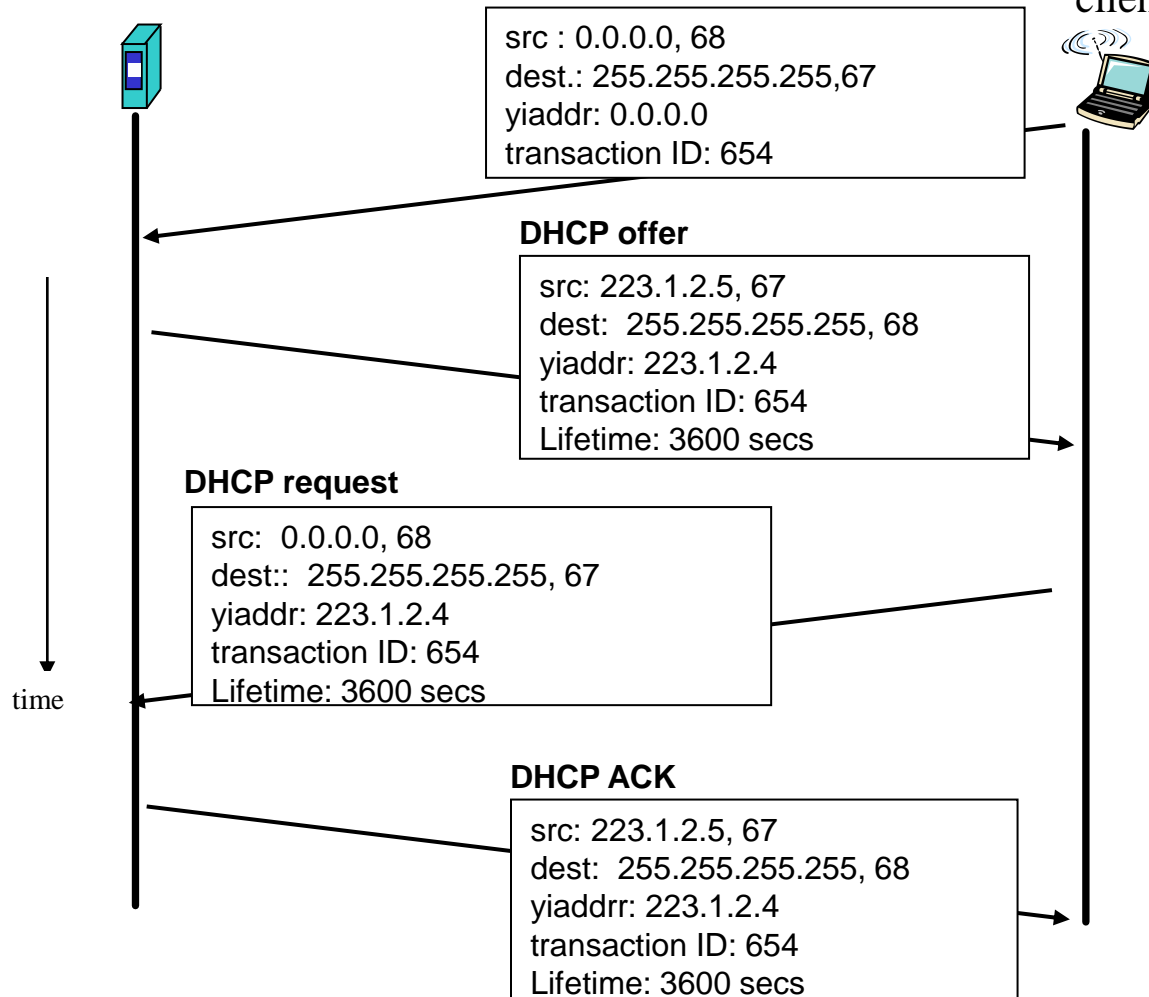 src : 0.0.0.0, 68
dest.: 255.255.255.255,67
yiaddr: 0.0.0.0
transaction ID: 654
DHCP offer
src: 223.1.2.5, 67
dest: 255.255.255.255, 68
yiaddr: 223.1.2.4
transaction ID: 654
Lifetime: 3600 secs
DHCP request
src: 0.0.0.0, 68
dest:: 255.255.255.255, 67
yiaddr: 223.1.2.4
transaction ID: 654
Lifetime: 3600 secs
time
DHCP ACK
src: 223.1.2.5, 67
dest: 255.255.255.255, 68
yiaddrr: 223.1.2.4
transaction ID: 654
Lifetime: 3600 secs